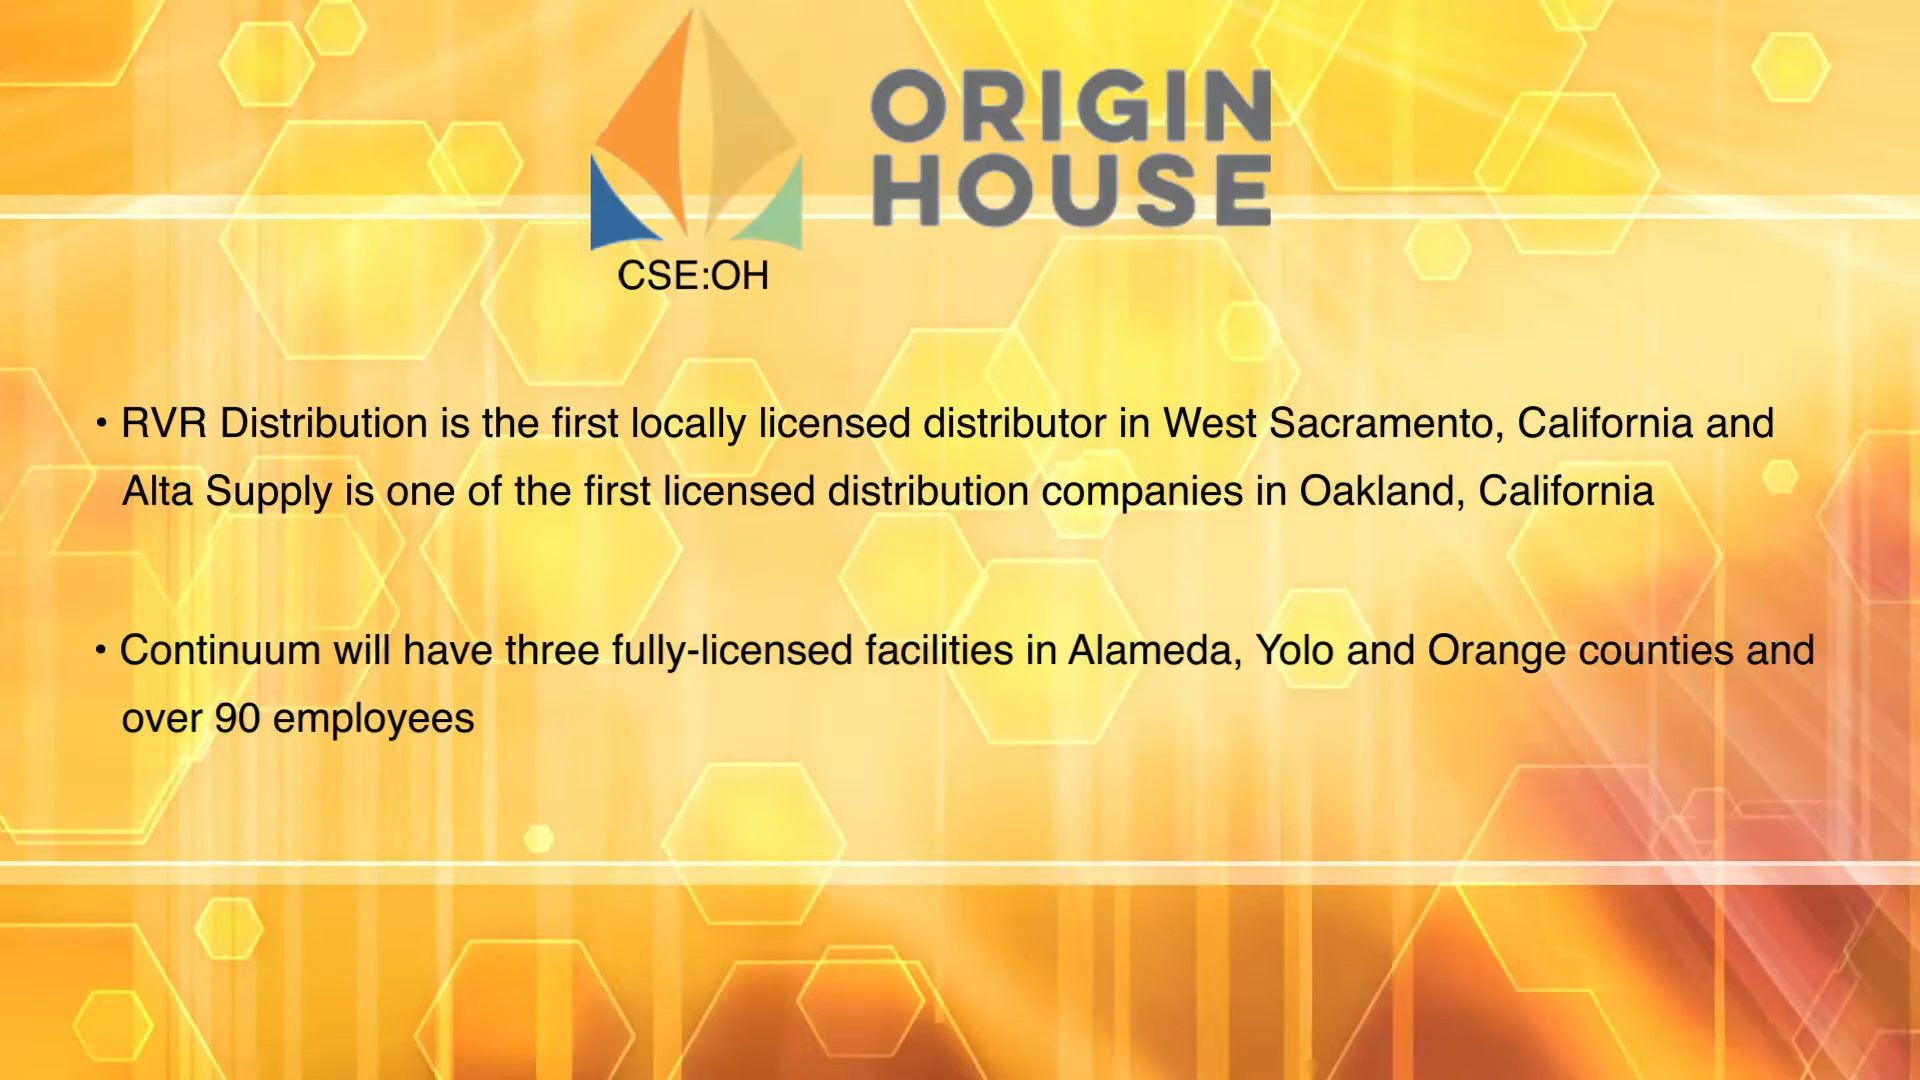 ORIGIN
HOUSE
CSE:OH
• RVR Distribution is the first locally licensed distributor in West Sacramento, California and
Alta Supply is one of the first licensed distribution companies in Oakland, California
• Continuum will have three fully-licensed facilities in Alameda, Yolo and Orange counties and
over 90 employees